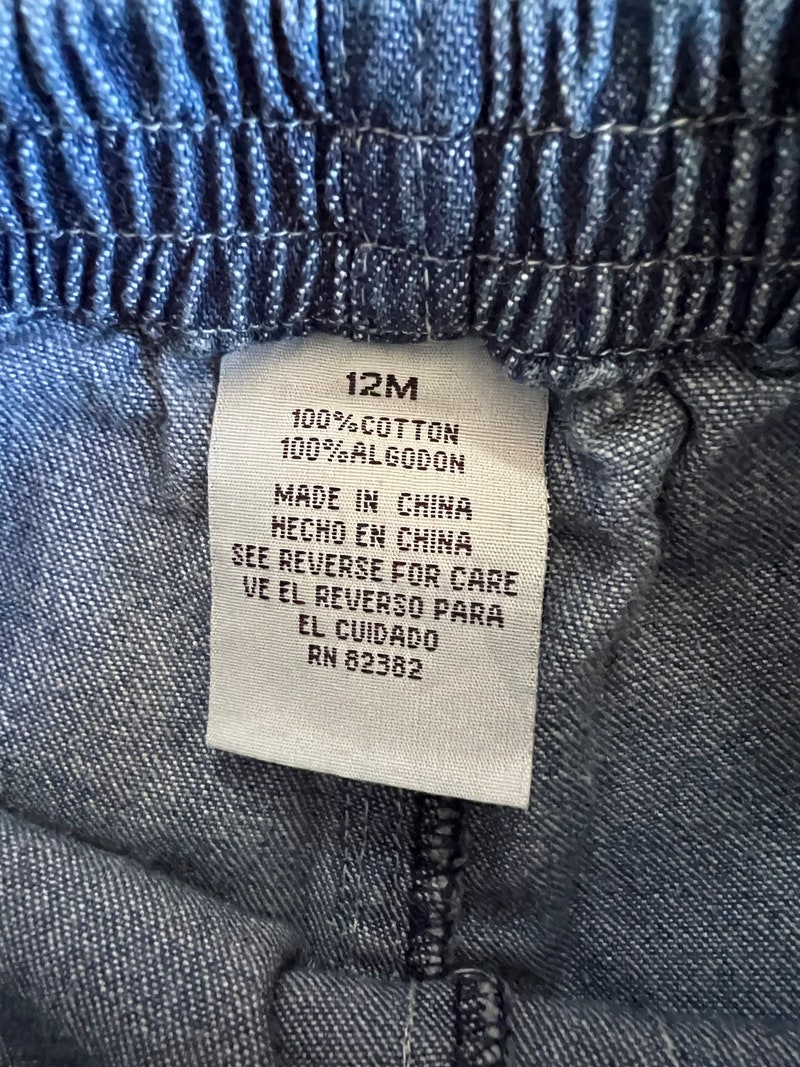 12M
100%COTTON
100%ALGODON
MADE IN CHINA
HECHO EN CHINA
SEE REVERSE FOR CARE
VE EL REVERSO PARA
EL CUIDADO
RN 82382